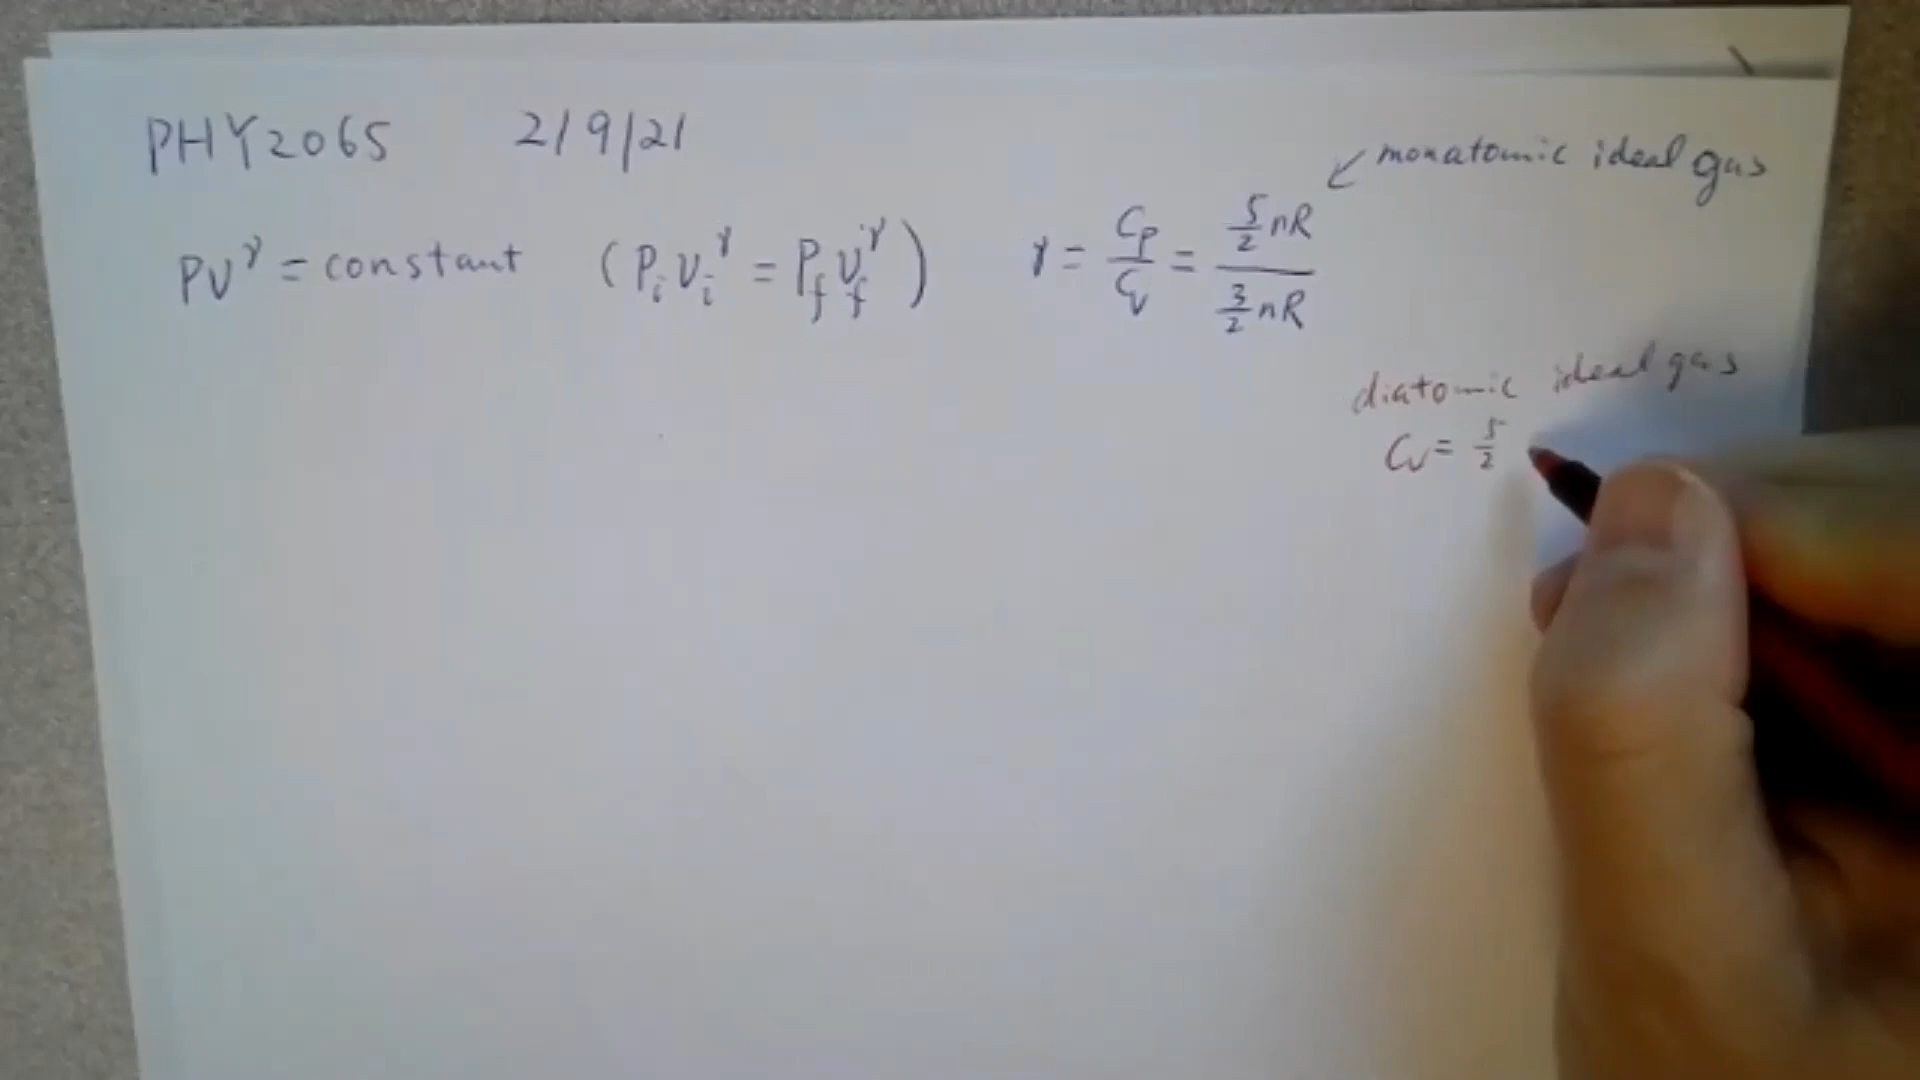 PHY2065 2/9/21
monatomic ideal gas
PV^γ = constant (P_i V_i^γ = P_f V_f^γ) γ = C_P/C_V = (5/2 nR)/(3/2 nR)
diatomic ideal gas
C_V = 5/2